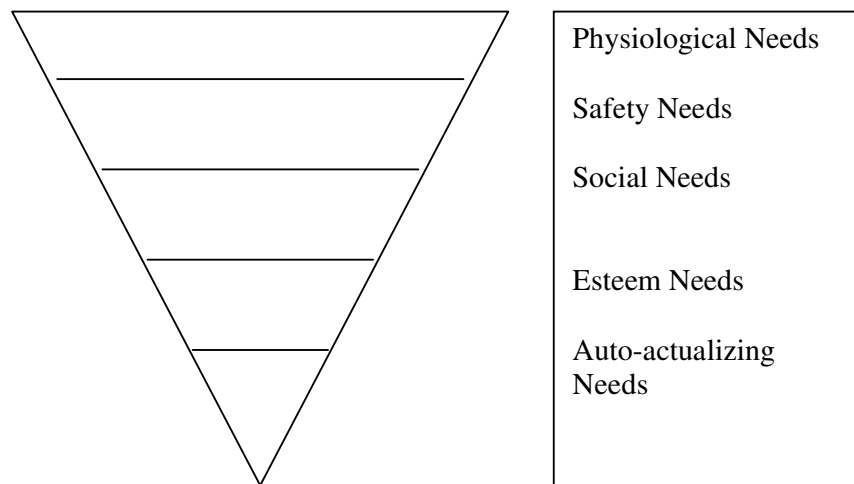 Physiological Needs
Safety Needs
Social Needs
Esteem Needs
Auto-actualizing
Needs